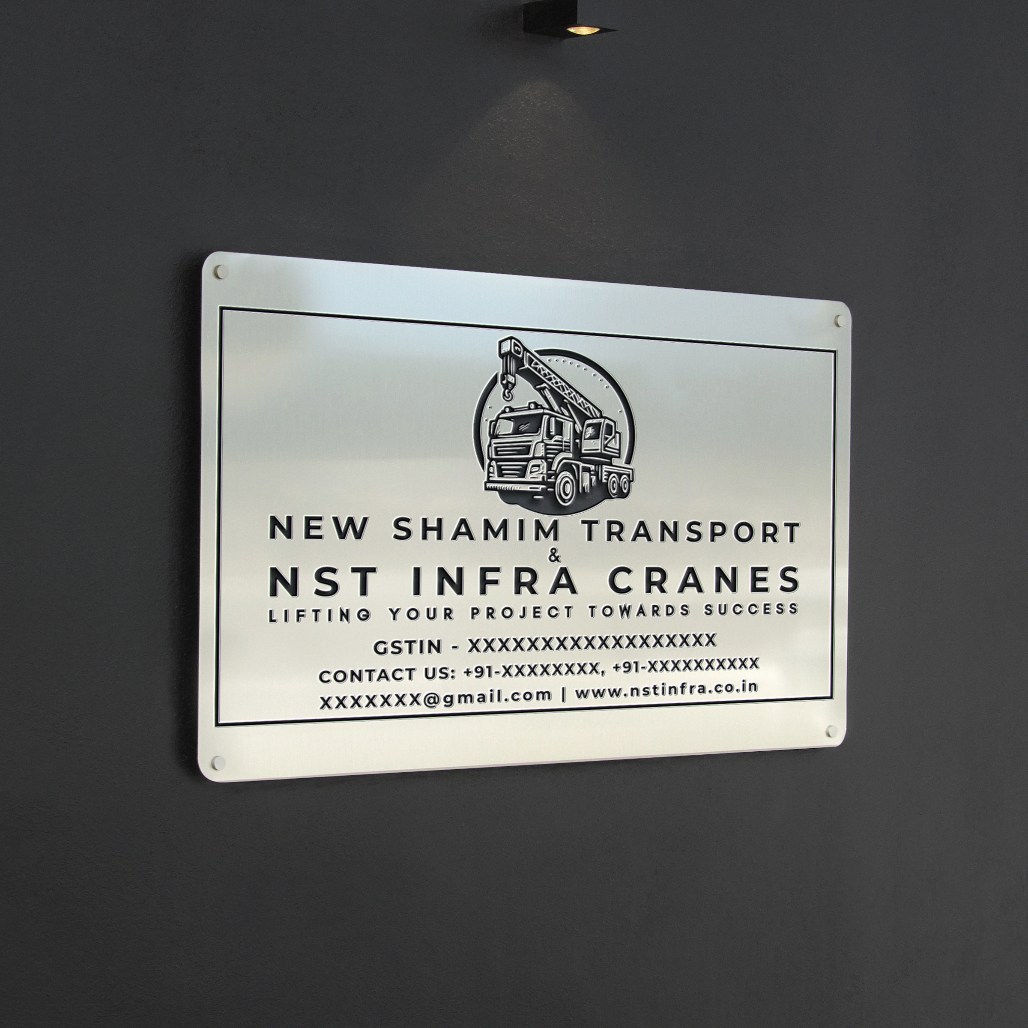 NEW SHAMIM TRANSPORT
&
NST INFRA CRANES
LIFTING YOUR PROJECT TOWARDS SUCCESS
GSTIN - XXXXXXXXXXXXXXXXXXX
CONTACT US: +91-XXXXXXXX, +91-XXXXXXXXXX
XXXXXXX@gmail.com | www.nstinfra.co.in